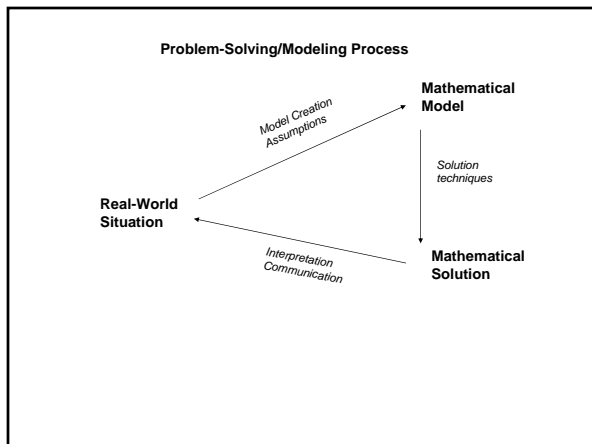 Problem-Solving/Modeling Process
Mathematical
Model
Model Creation
Assumptions
Solution
techniques
Real-World
Situation
Interpretation
Communication
Mathematical
Solution